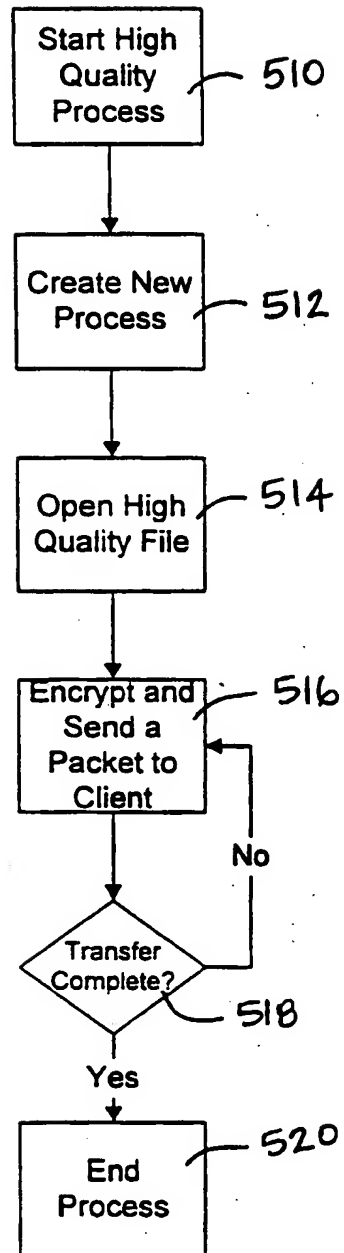 Start High
Quality
Process
510
Create New
Process
512
Open High
Quality File
514
Encrypt and
Send a
Packet to
Client
516
No
Transfer
Complete?
518
Yes
End
Process
520